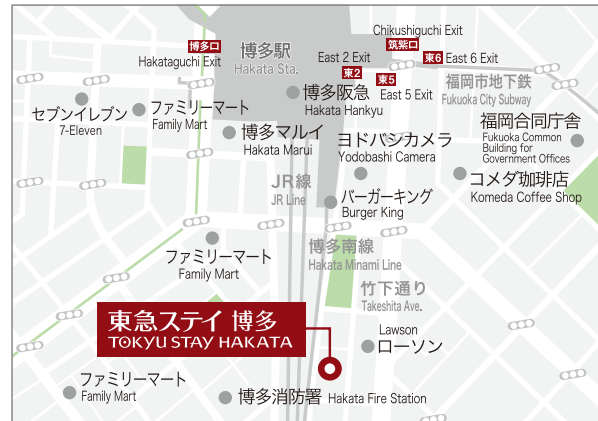 Chikushiguchi Exit
筑紫口
博多口
Hakataguchi Exit
博多駅
Hakata Sta.
East 2 Exit
東2
東6 East 6 Exit
東5
East 5 Exit
福岡市地下鉄
Fukuoka City Subway
セブンイレブン
7-Eleven
ファミリーマート
Family Mart
博多阪急
Hakata Hankyu
博多マルイ
Hakata Marui
ヨドバシカメラ
Yodobashi Camera
福岡合同庁舎
Fukuoka Common
Building for
Government Offices
コメダ珈琲店
Komeda Coffee Shop
JR線
JR Line
バーガーキング
Burger King
ファミリーマート
Family Mart
博多南線
Hakata Minami Line
竹下通り
Takeshita Ave.
東急ステイ 博多
TOKYU STAY HAKATA
Lawson
ローソン
ファミリーマート
Family Mart
博多消防署 Hakata Fire Station